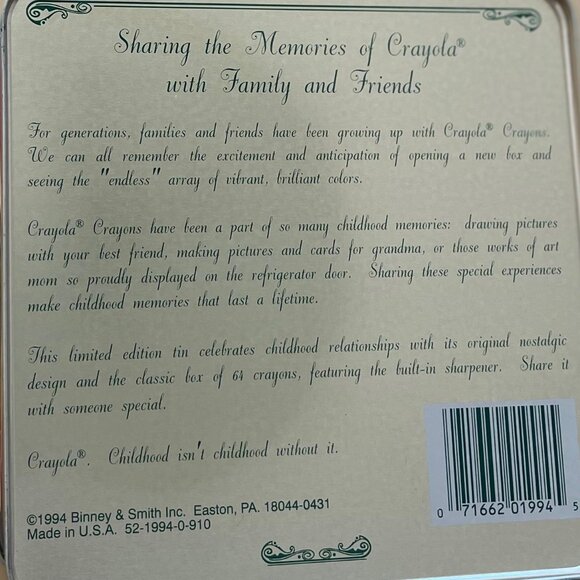 Sharing the Memories of Crayola®
with Family and Friends
For generations, families and friends have been growing up with Crayola® Crayons.
We can all remember the excitement and anticipation of opening a new box and
seeing the "endless" array of vibrant, brilliant colors.
Crayola® Crayons have been a part of so many childhood memories: drawing pictures
with your best friend, making pictures and cards for grandma, or those works of art
mom so proudly displayed on the refrigerator door. Sharing these special experiences
make childhood memories that last a lifetime.
This limited edition tin celebrates childhood relationships with its original nostalgic
design and the classic box of 64 crayons, featuring the built-in sharpener. Share it
with someone special.
Crayola®. Childhood isn't childhood without it.
©1994 Binney & Smith Inc. Easton, PA. 18044-0431
Made in U.S.A. 52-1994-0-910
0 71662 01994 5